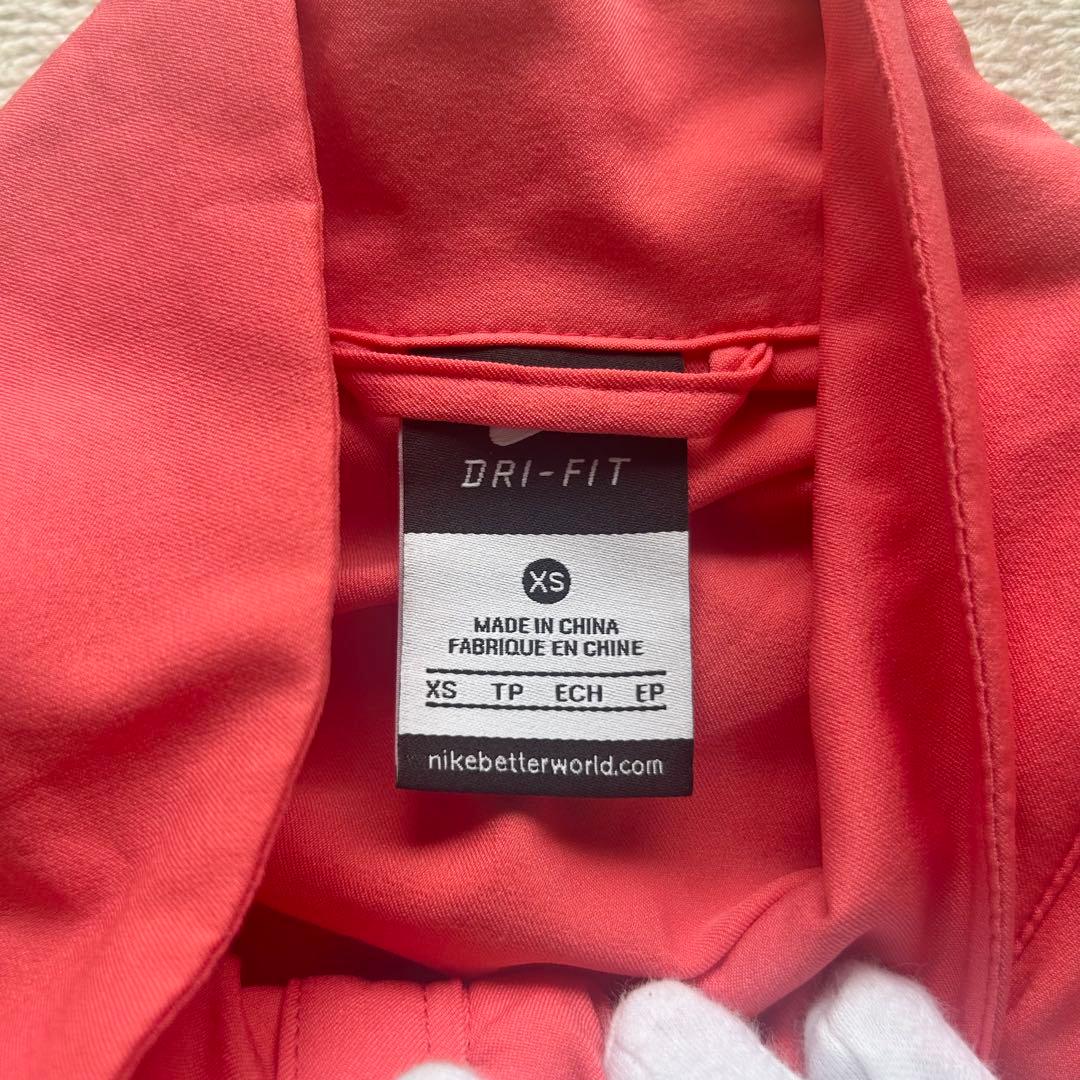 DRI-FIT
XS
MADE IN CHINA
FABRIQUE EN CHINE
XS TP ECH EP
nikebetterworld.com